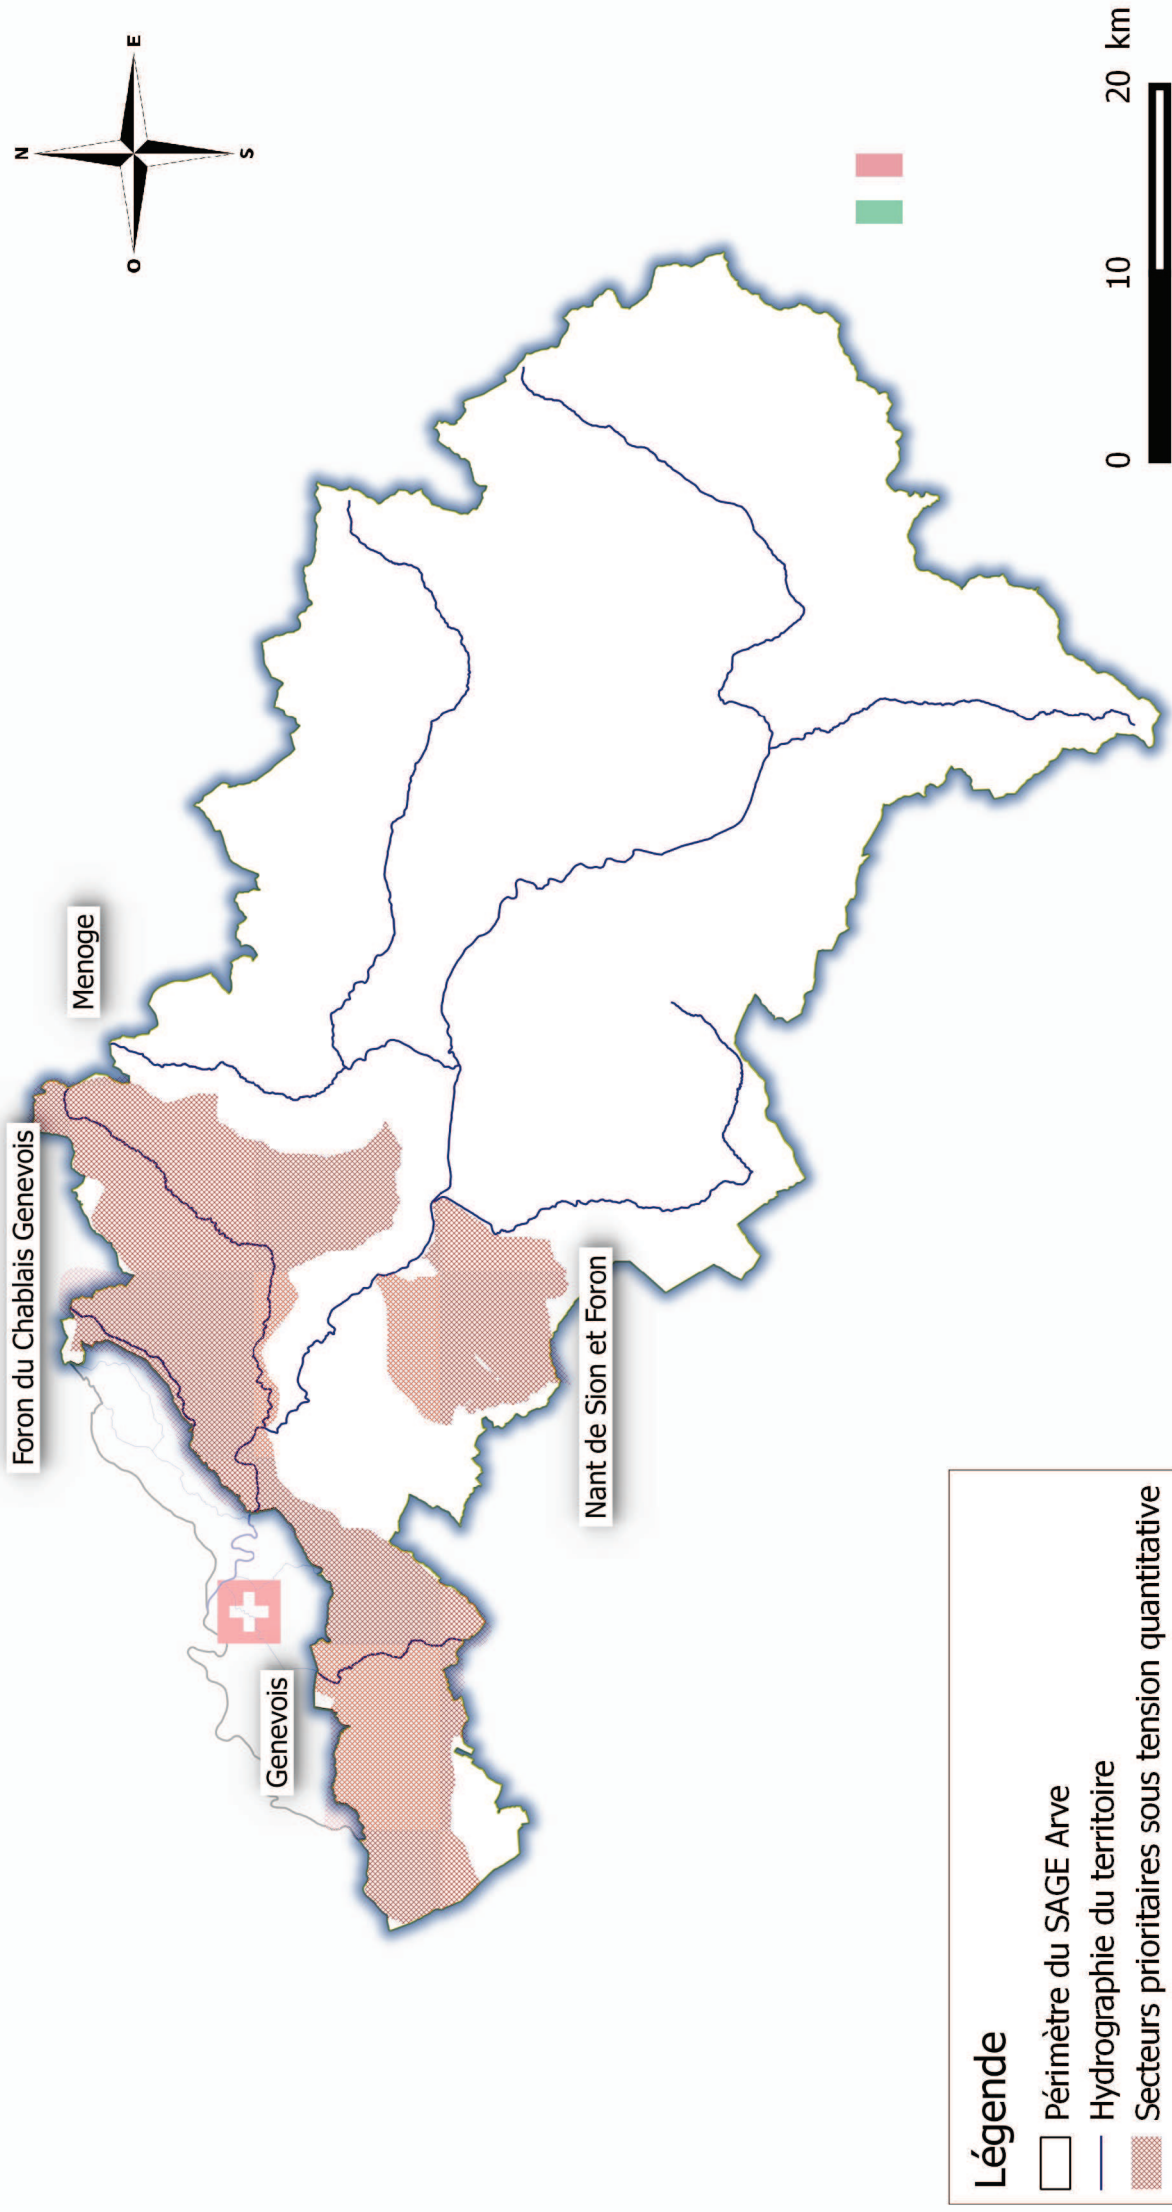 N
O
E
S
Menoge
Foron du Chablais Genevois
Genevois
Nant de Sion et Foron
0 10 20 km
Légende
Périmètre du SAGE Arve
Hydrographie du territoire
Secteurs prioritaires sous tension quantitative